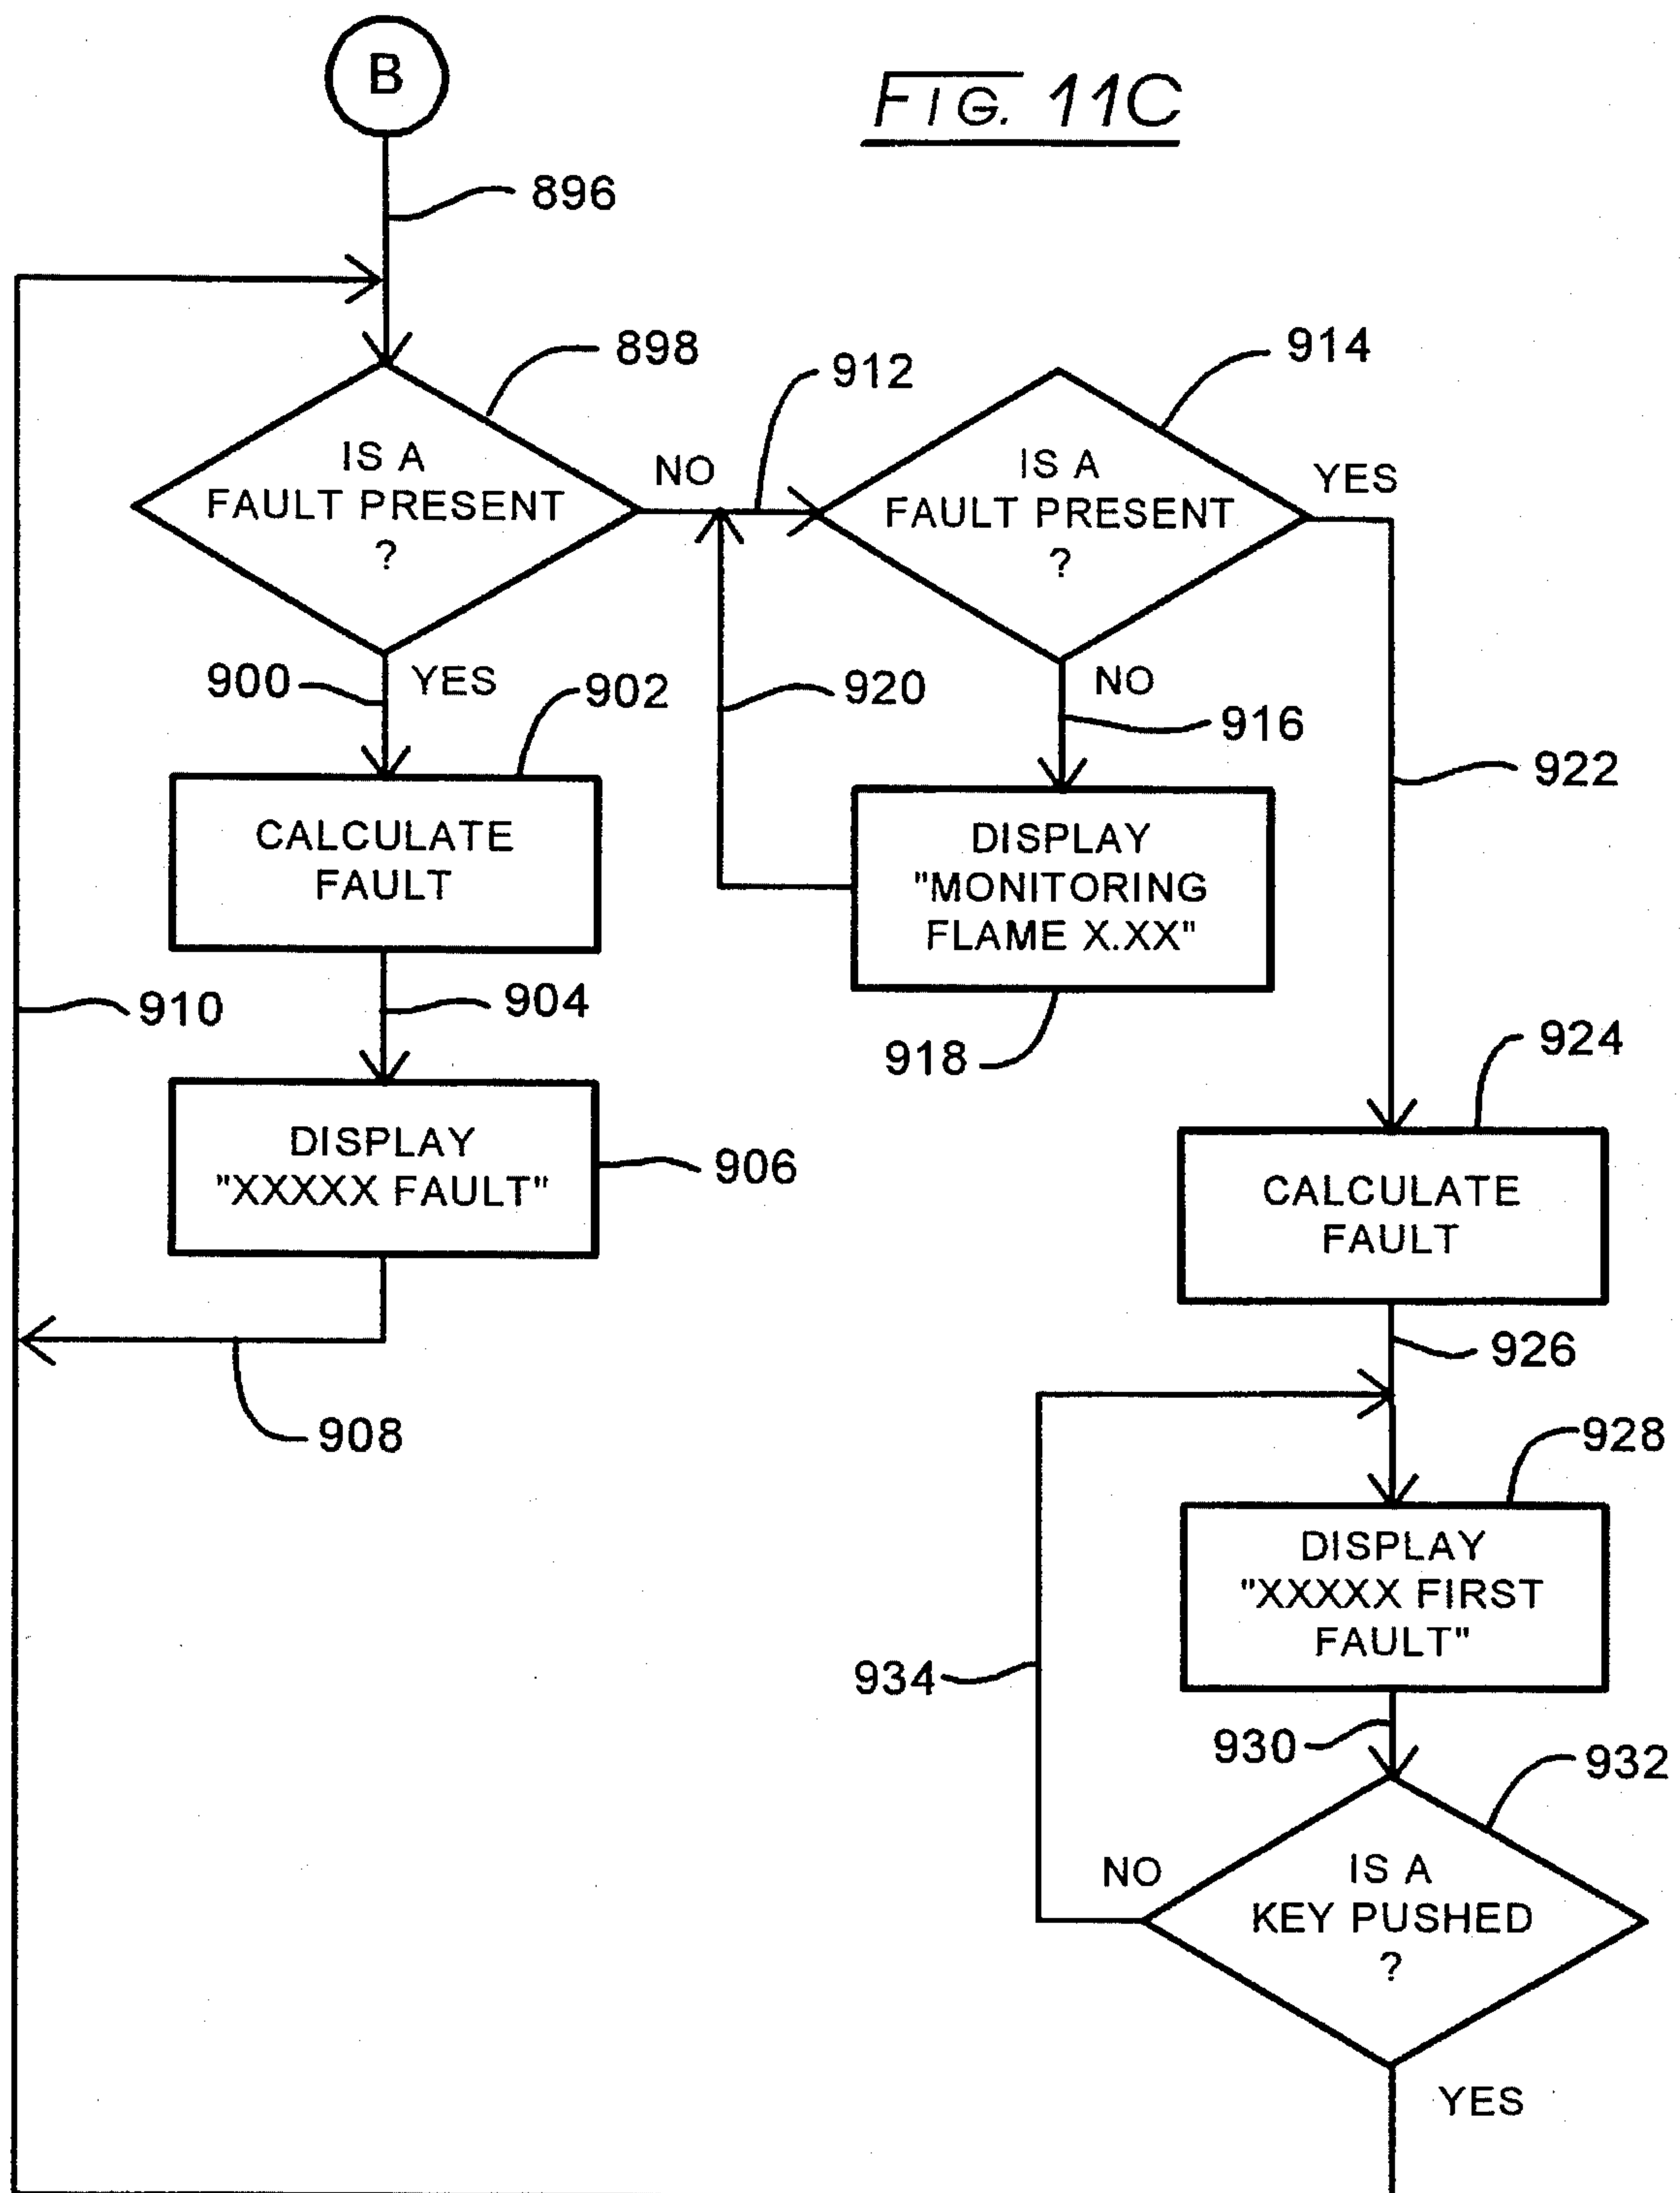 B
FIG. 11C
896
898
912
914
IS A
FAULT PRESENT
?
NO
IS A
FAULT PRESENT
?
YES
900
YES
902
920
NO
916
922
CALCULATE
FAULT
DISPLAY
"MONITORING
FLAME X.XX"
910
904
918
924
DISPLAY
"XXXXX FAULT"
906
CALCULATE
FAULT
926
908
928
DISPLAY
"XXXXX FIRST
FAULT"
934
930
932
NO
IS A
KEY PUSHED
?
YES